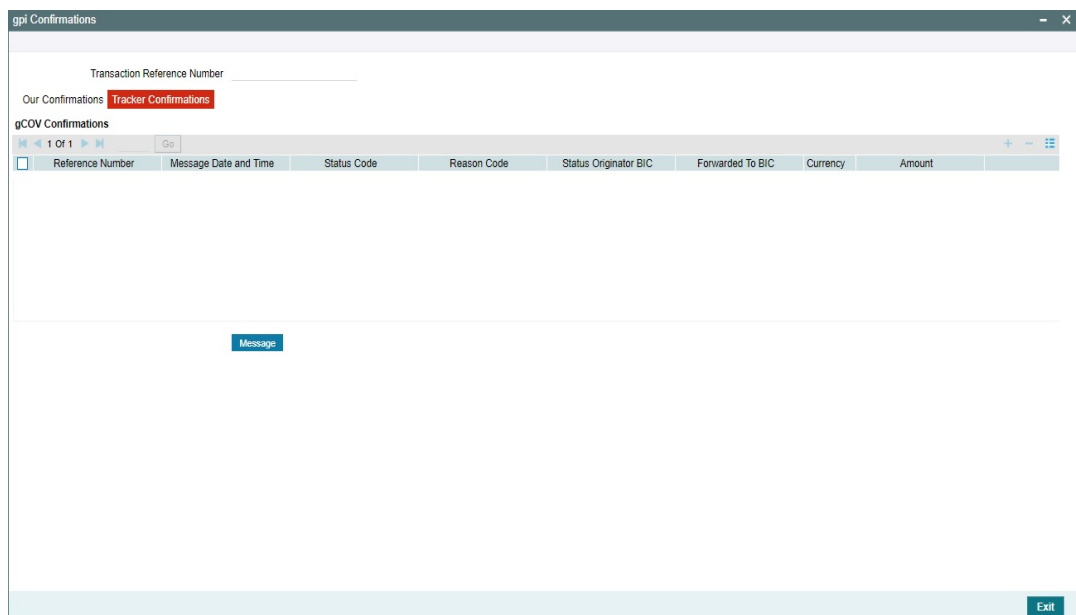 gpi Confirmations
Transaction Reference Number
Our Confirmations Tracker Confirmations
gCOV Confirmations
1 Of 1 Go
Reference Number Message Date and Time Status Code Reason Code Status Originator BIC Forwarded To BIC Currency Amount
Message
Exit